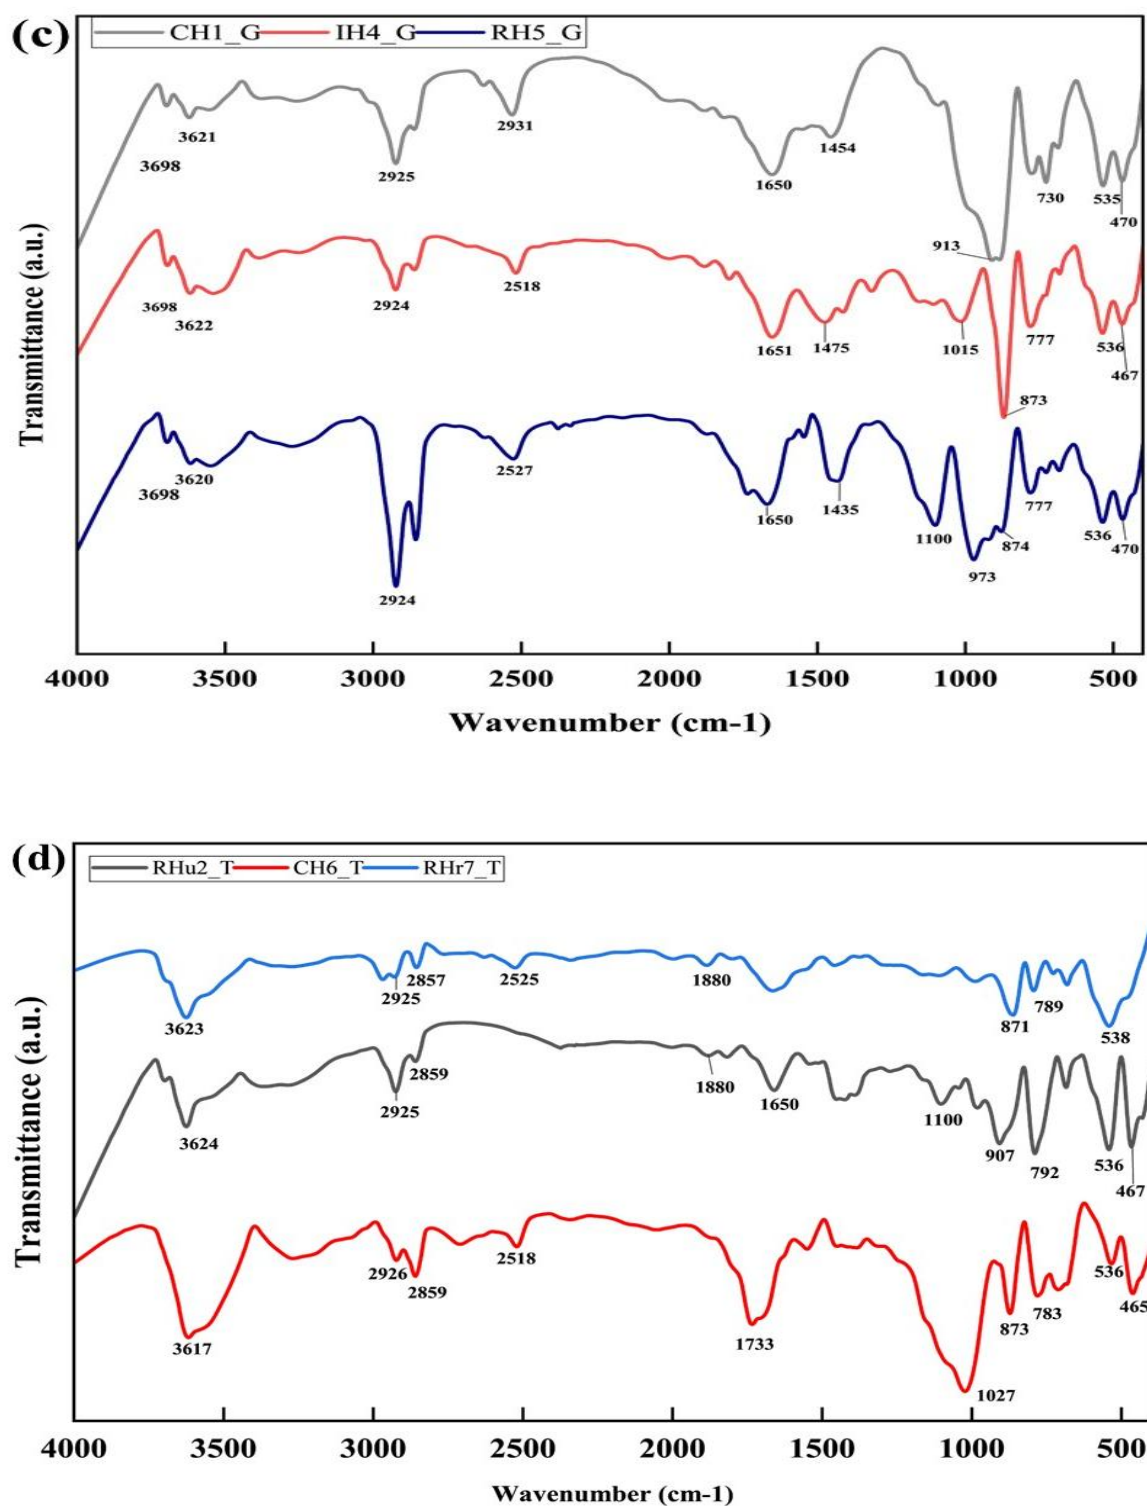 (c) CH1_G IH4_G RH5_G
3698 3621 2925 2931 1650 1454 913 730 535 470
3698 3622 2924 2518 1651 1475 1015 873 777 536 467
3698 3620 2924 2527 1650 1435 1100 973 874 777 536 470
Transmittance (a.u.)
4000 3500 3000 2500 2000 1500 1000 500
Wavenumber (cm-1)
(d) RHu2_T CH6_T RHr7_T
3623 2925 2857 2525 1880 871 789 538
3624 2925 2859 1880 1650 1100 907 792 536 467
3617 2926 2859 2518 1733 1027 873 783 536 465
Transmittance (a.u.)
4000 3500 3000 2500 2000 1500 1000 500
Wavenumber (cm-1)